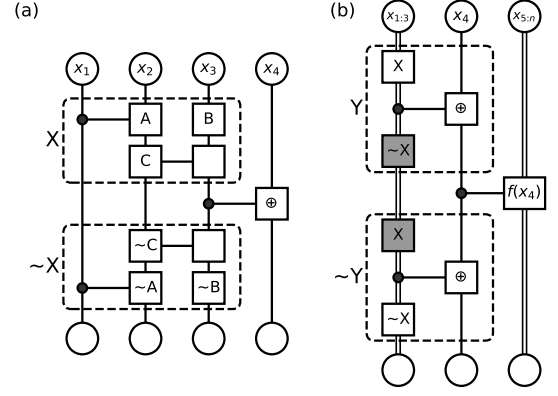 (a)
x₁ x₂ x₃ x₄
X
A B
C
⊕
~X
~C
~A ~B
(b)
x₁:₃ x₄ x₅:ₙ
Y
X
⊕
~X
f(x₄)
~Y
X
⊕
~X